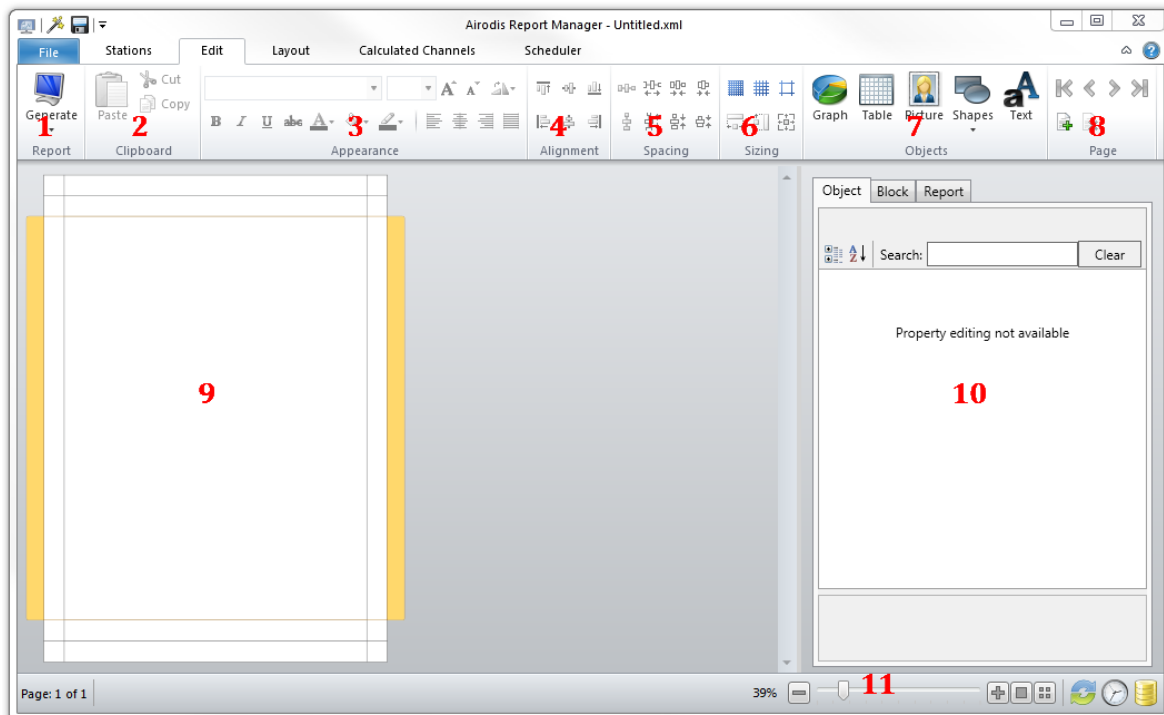 Airodis Report Manager - Untitled.xml
File Stations Edit Layout Calculated Channels Scheduler
Generate
Report
Paste
Cut
Copy
Clipboard
B I U abc A
Appearance
Alignment
Spacing
Sizing
Graph Table Picture Shapes Text
Objects
Page
1 2 3 4 5 6 7 8
Object Block Report
Search: Clear
Property editing not available
9
10
Page: 1 of 1
39%
11